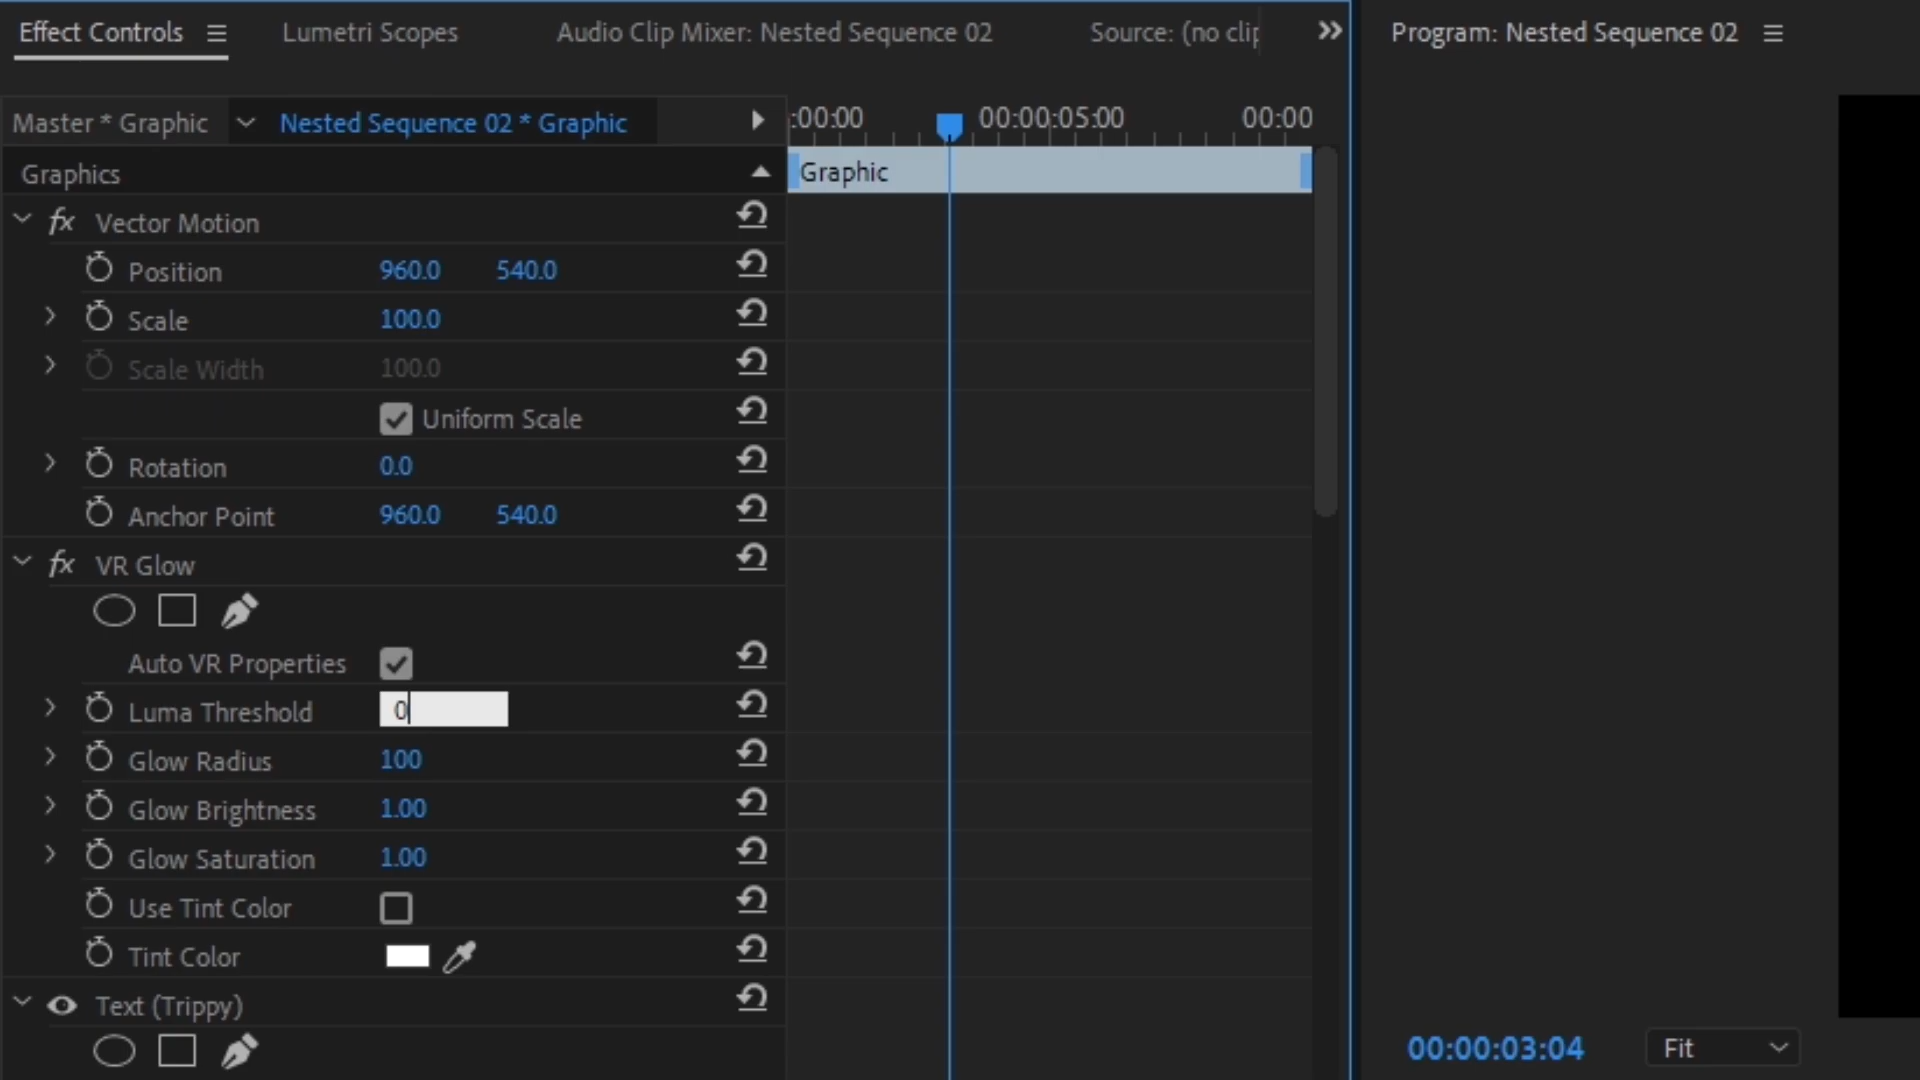 Effect Controls Lumetri Scopes Audio Clip Mixer: Nested Sequence 02 Source: (no clip Program: Nested Sequence 02
Master * Graphic Nested Sequence 02 * Graphic :00:00 00:00:05:00 00:00
Graphics Graphic
fx Vector Motion
Position 960.0 540.0
Scale 100.0
Scale Width 100.0
Uniform Scale
Rotation 0.0
Anchor Point 960.0 540.0
fx VR Glow
Auto VR Properties
Luma Threshold 0
Glow Radius 100
Glow Brightness 1.00
Glow Saturation 1.00
Use Tint Color
Tint Color
Text (Trippy)
00:00:03:04 Fit